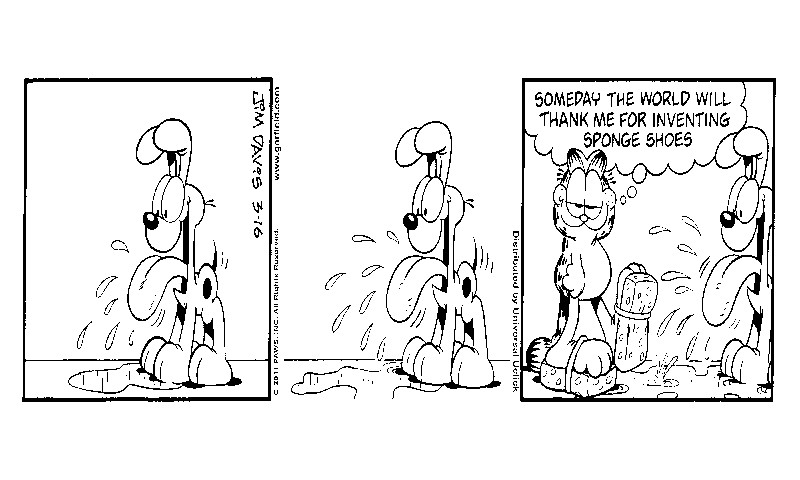 JIM DAVIS 3-16
www.garfield.com
© 2011 PAWS, INC. All Rights Reserved.
Distributed by Universal Uclick
SOMEDAY THE WORLD WILL
THANK ME FOR INVENTING
SPONGE SHOES